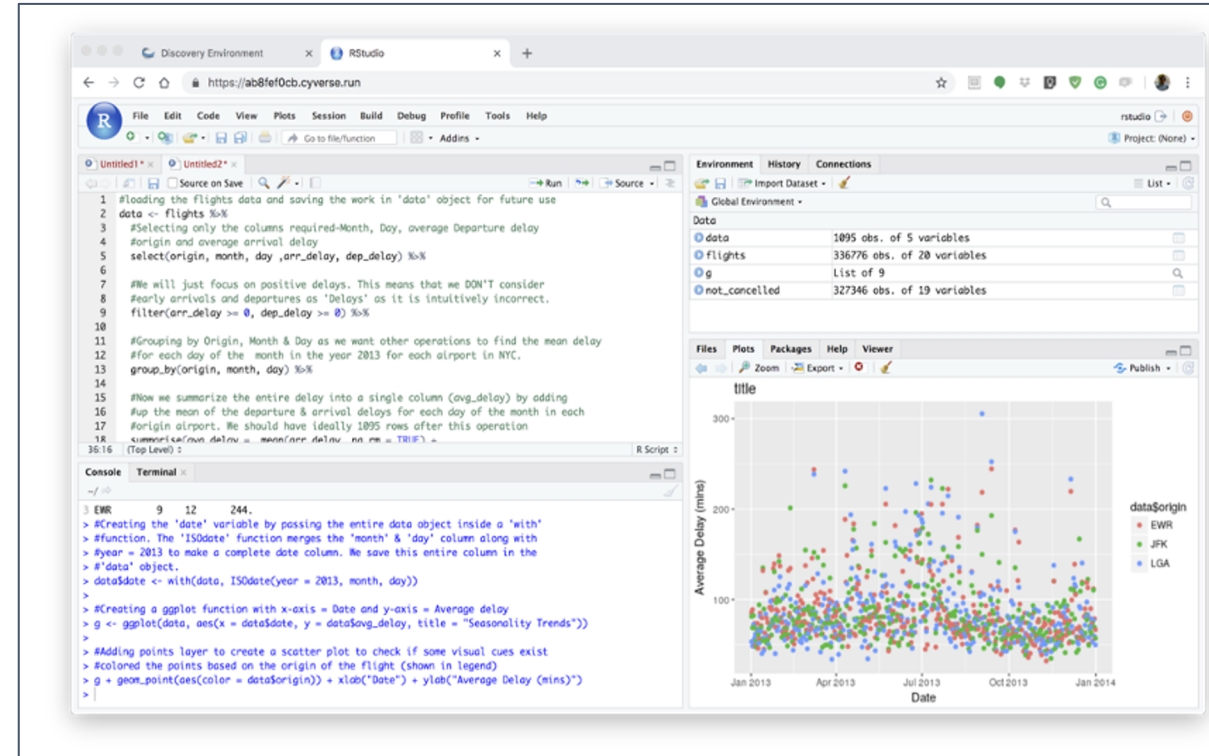 Discovery Environment × RStudio × +
https://ab8fef0cb.cyverse.run
R
File Edit Code View Plots Session Build Debug Profile Tools Help
rstudio
Go to file/function Addins
Project: (None)
Untitled1* × Untitled2* ×
Source on Save Run Source
1 #loading the flights data and saving the work in 'data' object for future use
2 data <- flights %>%
3 #Selecting only the columns required-Month, Day, average Departure delay
4 #origin and average arrival delay
5 select(origin, month, day ,arr_delay, dep_delay) %>%
6
7 #We will just focus on positive delays. This means that we DON'T consider
8 #early arrivals and departures as 'Delays' as it is intuitively incorrect.
9 filter(arr_delay >= 0, dep_delay >= 0) %>%
10
11 #Grouping by Origin, Month & Day as we want other operations to find the mean delay
12 #for each day of the month in the year 2013 for each airport in NYC.
13 group_by(origin, month, day) %>%
14
15 #Now we summarize the entire delay into a single column (avg_delay) by adding
16 #up the mean of the departure & arrival delays for each day of the month in each
17 #origin airport. We should have ideally 1095 rows after this operation
18 summarise(avg_delay = mean(arr_delay, na.rm = TRUE) +
36:16 (Top Level) R Script
Console Terminal ×
~/
3 EWR 9 12 244.
> #Creating the 'date' variable by passing the entire data object inside a 'with'
> #function. The 'ISOdate' function merges the 'month' & 'day' column along with
> #year = 2013 to make a complete date column. We save this entire column in the
> #'data' object.
> data$date <- with(data, ISOdate(year = 2013, month, day))
>
> #Creating a ggplot function with x-axis = Date and y-axis = Average delay
> g <- ggplot(data, aes(x = data$date, y = data$avg_delay, title = "Seasonality Trends"))
>
> #Adding points layer to create a scatter plot to check if some visual cues exist
> #colored the points based on the origin of the flight (shown in legend)
> g + geom_point(aes(color = data$origin)) + xlab("Date") + ylab("Average Delay (mins)")
>
Environment History Connections
Import Dataset List
Global Environment
Data
data 1095 obs. of 5 variables
flights 336776 obs. of 20 variables
g List of 9
not_cancelled 327346 obs. of 19 variables
Files Plots Packages Help Viewer
Zoom Export Publish
title
300
200
100
Average Delay (mins)
Jan 2013 Apr 2013 Jul 2013 Oct 2013 Jan 2014
Date
data$origin
EWR
JFK
LGA